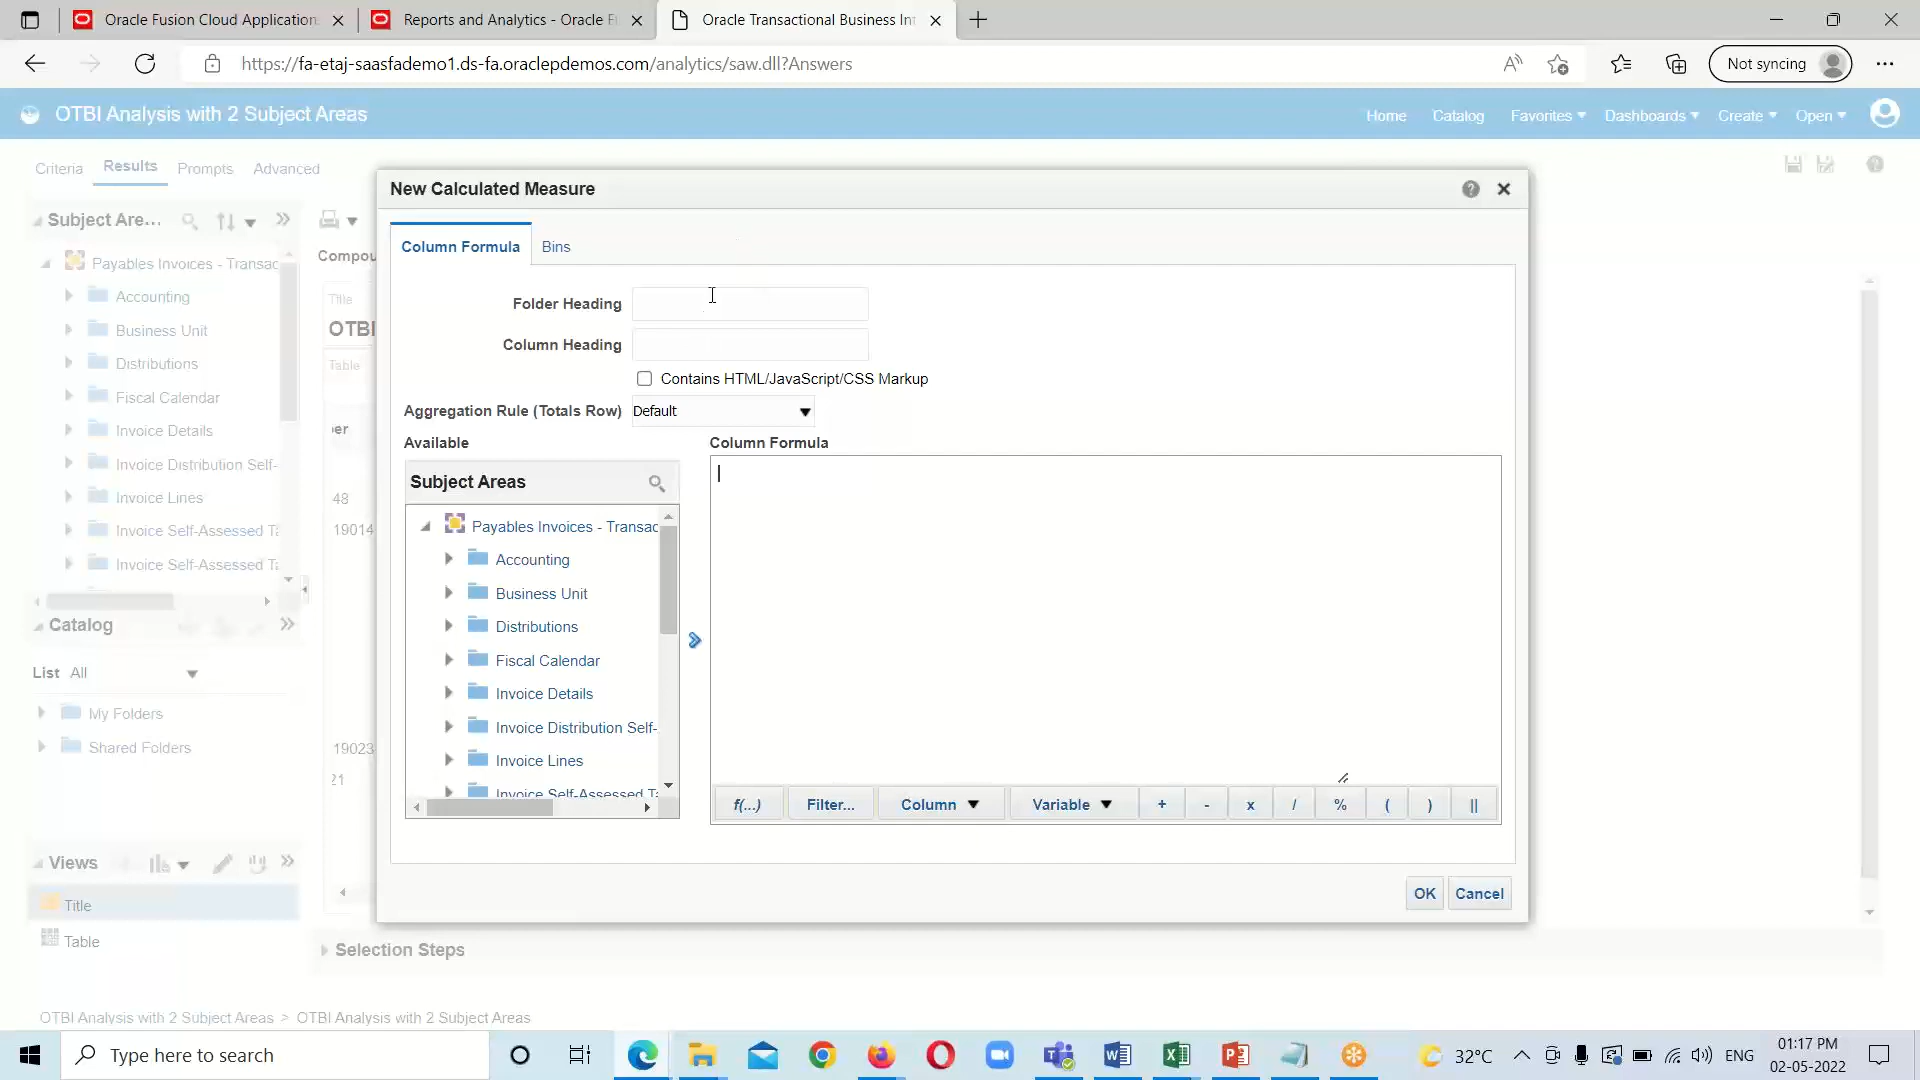 Oracle Fusion Cloud Application
Reports and Analytics - Oracle F
Oracle Transactional Business Int
https://fa-etaj-saasfademo1.ds-fa.oraclepdemos.com/analytics/saw.dll?Answers
Not syncing
OTBI Analysis with 2 Subject Areas
Home
Catalog
Favorites
Dashboards
Create
Open
Criteria
Results
Prompts
Advanced
Subject Are...
Payables Invoices - Transac
Accounting
Business Unit
Distributions
Fiscal Calendar
Invoice Details
Invoice Distribution Self-
Invoice Lines
Invoice Self-Assessed Ta
Invoice Self-Assessed Ta
Catalog
List All
My Folders
Shared Folders
Views
Title
Table
Compou
Title
OTBI
Table
er
48
19014
19023
21
New Calculated Measure
Column Formula
Bins
Folder Heading
Column Heading
Contains HTML/JavaScript/CSS Markup
Aggregation Rule (Totals Row)
Default
Available
Column Formula
Subject Areas
Payables Invoices - Transac
Accounting
Business Unit
Distributions
Fiscal Calendar
Invoice Details
Invoice Distribution Self-
Invoice Lines
Invoice Self-Assessed Ta
f(...)
Filter...
Column
Variable
+
-
x
/
%
(
)
||
OK
Cancel
Selection Steps
OTBI Analysis with 2 Subject Areas > OTBI Analysis with 2 Subject Areas
Type here to search
32°C
ENG
01:17 PM
02-05-2022